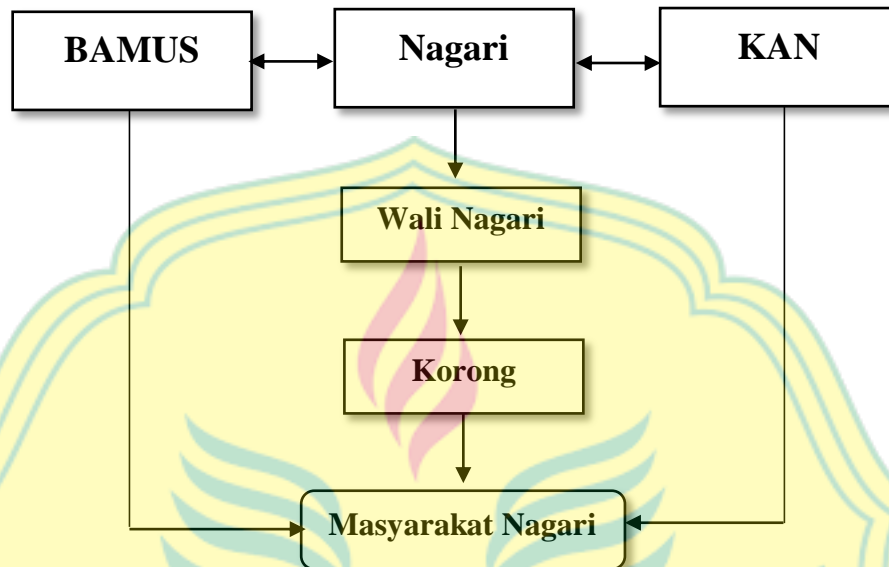 BAMUS
Nagari
KAN
Wali Nagari
Korong
Masyarakat Nagari